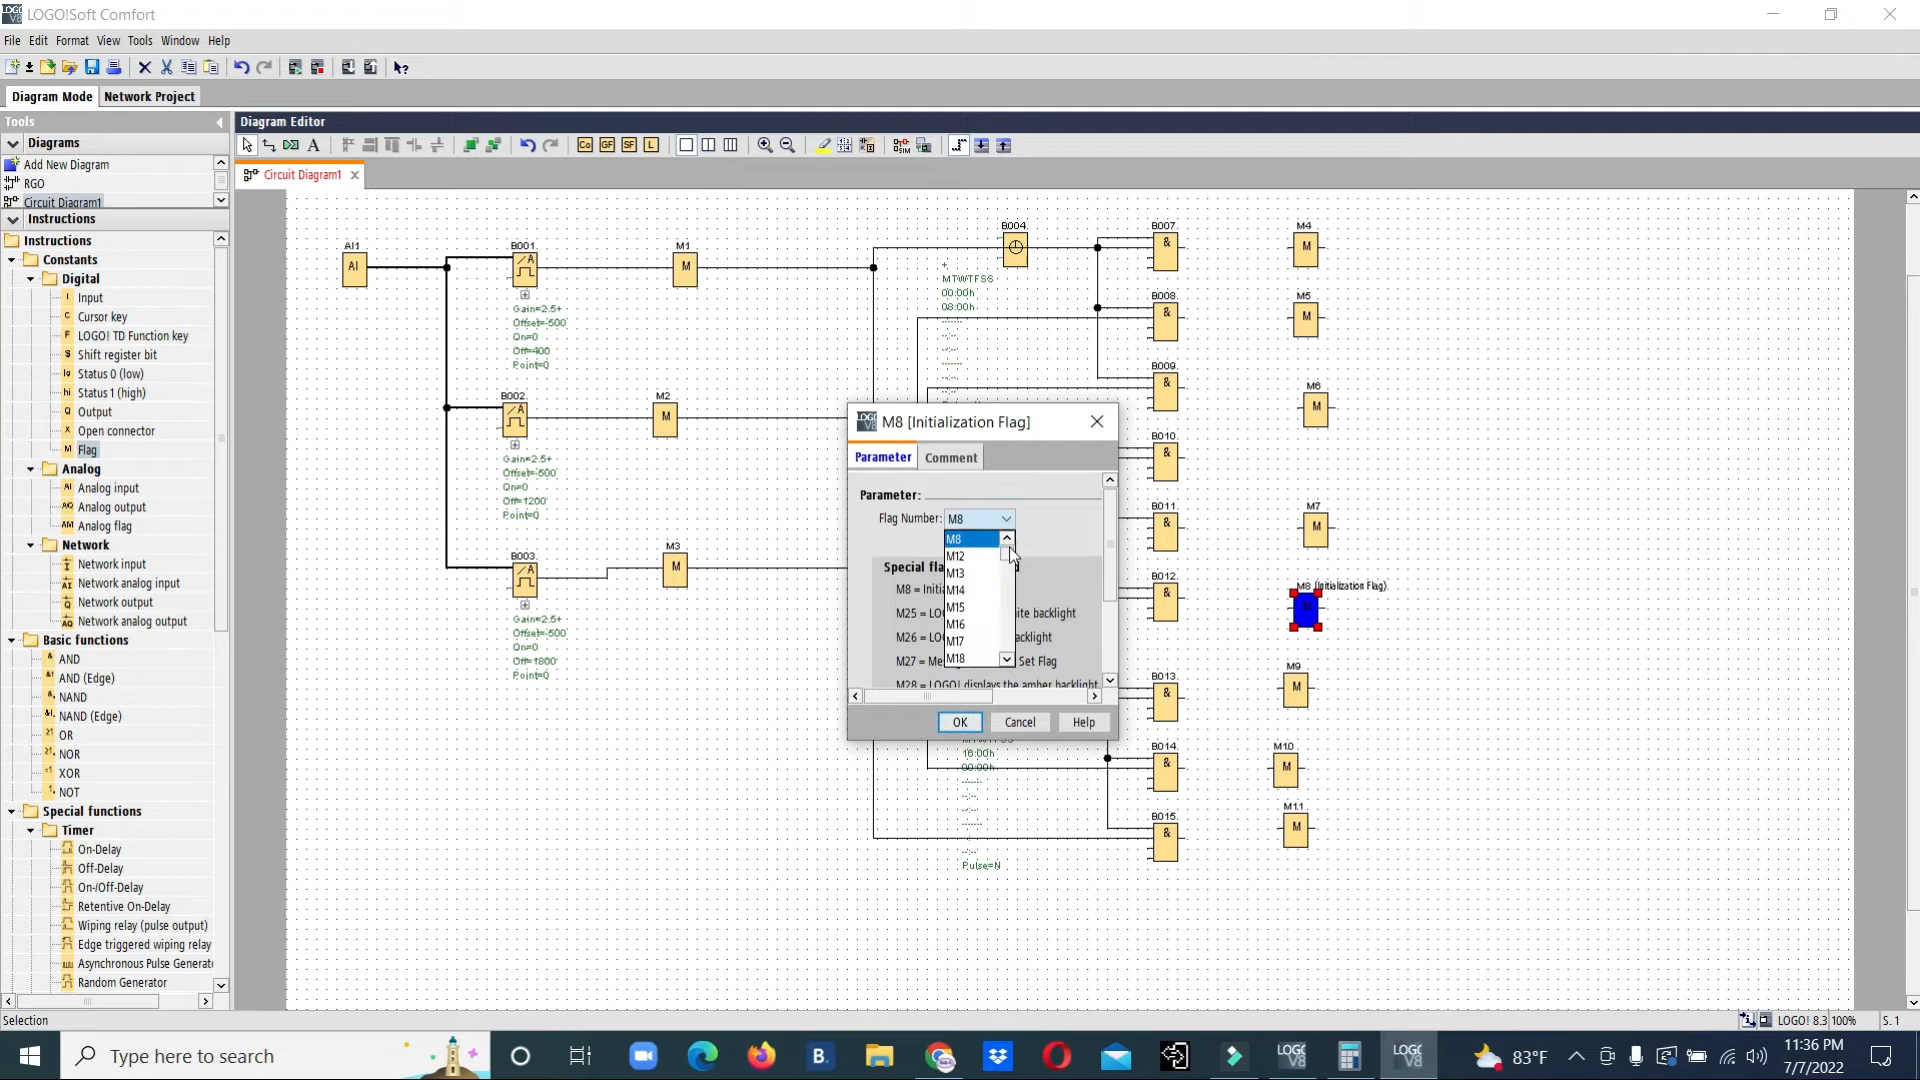 LOGO!Soft Comfort
File Edit Format View Tools Window Help
Diagram Mode Network Project
Tools
Diagrams
Add New Diagram
RGO
Circuit Diagram1
Instructions
Instructions
Constants
Digital
Input
Cursor key
LOGO! TD Function key
Shift register bit
Status 0 (low)
Status 1 (high)
Output
Open connector
Flag
Analog
Analog input
Analog output
Analog flag
Network
Network input
Network analog input
Network output
Network analog output
Basic functions
AND
AND (Edge)
NAND
NAND (Edge)
OR
NOR
XOR
NOT
Special functions
Timer
On-Delay
Off-Delay
On-/Off-Delay
Retentive On-Delay
Wiping relay (pulse output)
Edge triggered wiping relay
Asynchronous Pulse Generato
Random Generator
Selection
Diagram Editor
Co GF SF L
Circuit Diagram1
AI1
AI
B001
/A
Gain=2.5+
Offset=-500
On=0
Off=400
Point=0
M1
M
B002
/A
Gain=2.5+
Offset=-500
On=0
Off=1200
Point=0
M2
M
B003
/A
Gain=2.5+
Offset=-500
On=0
Off=1800
Point=0
M3
M
B004
+
MTWTFSS
00:00h
08:00h
16:00h
00:00h
Pulse=N
B007
&
B008
&
B009
&
B010
&
B011
&
B012
&
B013
&
B014
&
B015
&
M4
M
M5
M
M6
M
M7
M
M8 (Initialization Flag)
M9
M
M10
M
M11
M
M8 [Initialization Flag]
Parameter Comment
Parameter:
Flag Number: M8
M8
M12
M13
M14
M15
M16
M17
M18
Special fla
M8 = Initia
M25 = LO ite backlight
M26 = LO backlight
M27 = Me Set Flag
M28 = LOGO! displays the amber backlight
OK Cancel Help
LOGO! 8.3 100% S. 1
Type here to search
83°F
11:36 PM
7/7/2022